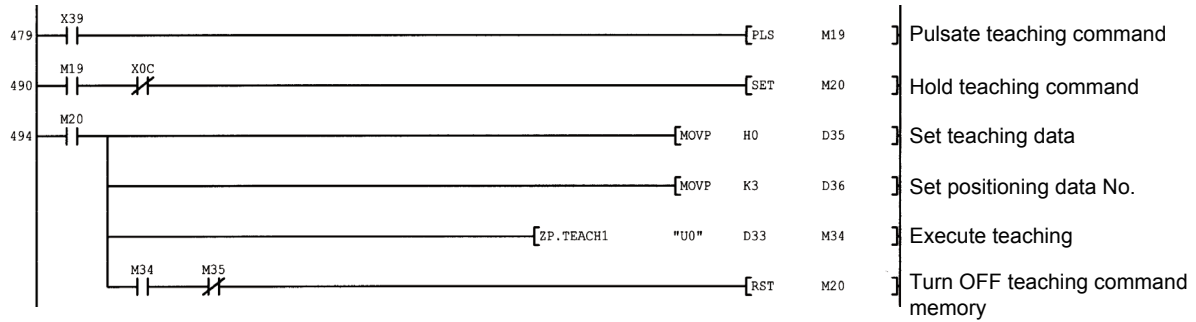 X39
479 [PLS M19 ] Pulsate teaching command
M19 X0C
490 [SET M20 ] Hold teaching command
M20
494 [MOVP H0 D35 ] Set teaching data
[MOVP K3 D36 ] Set positioning data No.
[ZP.TEACH1 "U0" D33 M34 ] Execute teaching
M34 M35
[RST M20 ] Turn OFF teaching command
memory